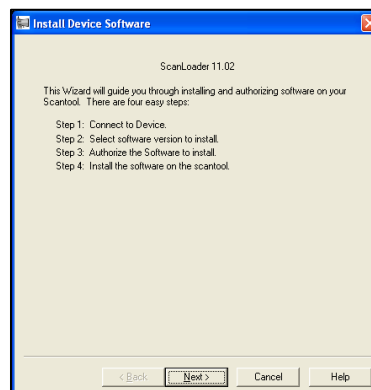 Install Device Software
ScanLoader 11.02
This Wizard will guide you through installing and authorizing software on your
Scantool. There are four easy steps:
Step 1: Connect to Device.
Step 2: Select software version to install.
Step 3: Authorize the Software to install.
Step 4: Install the software on the scantool.
< Back Next > Cancel Help